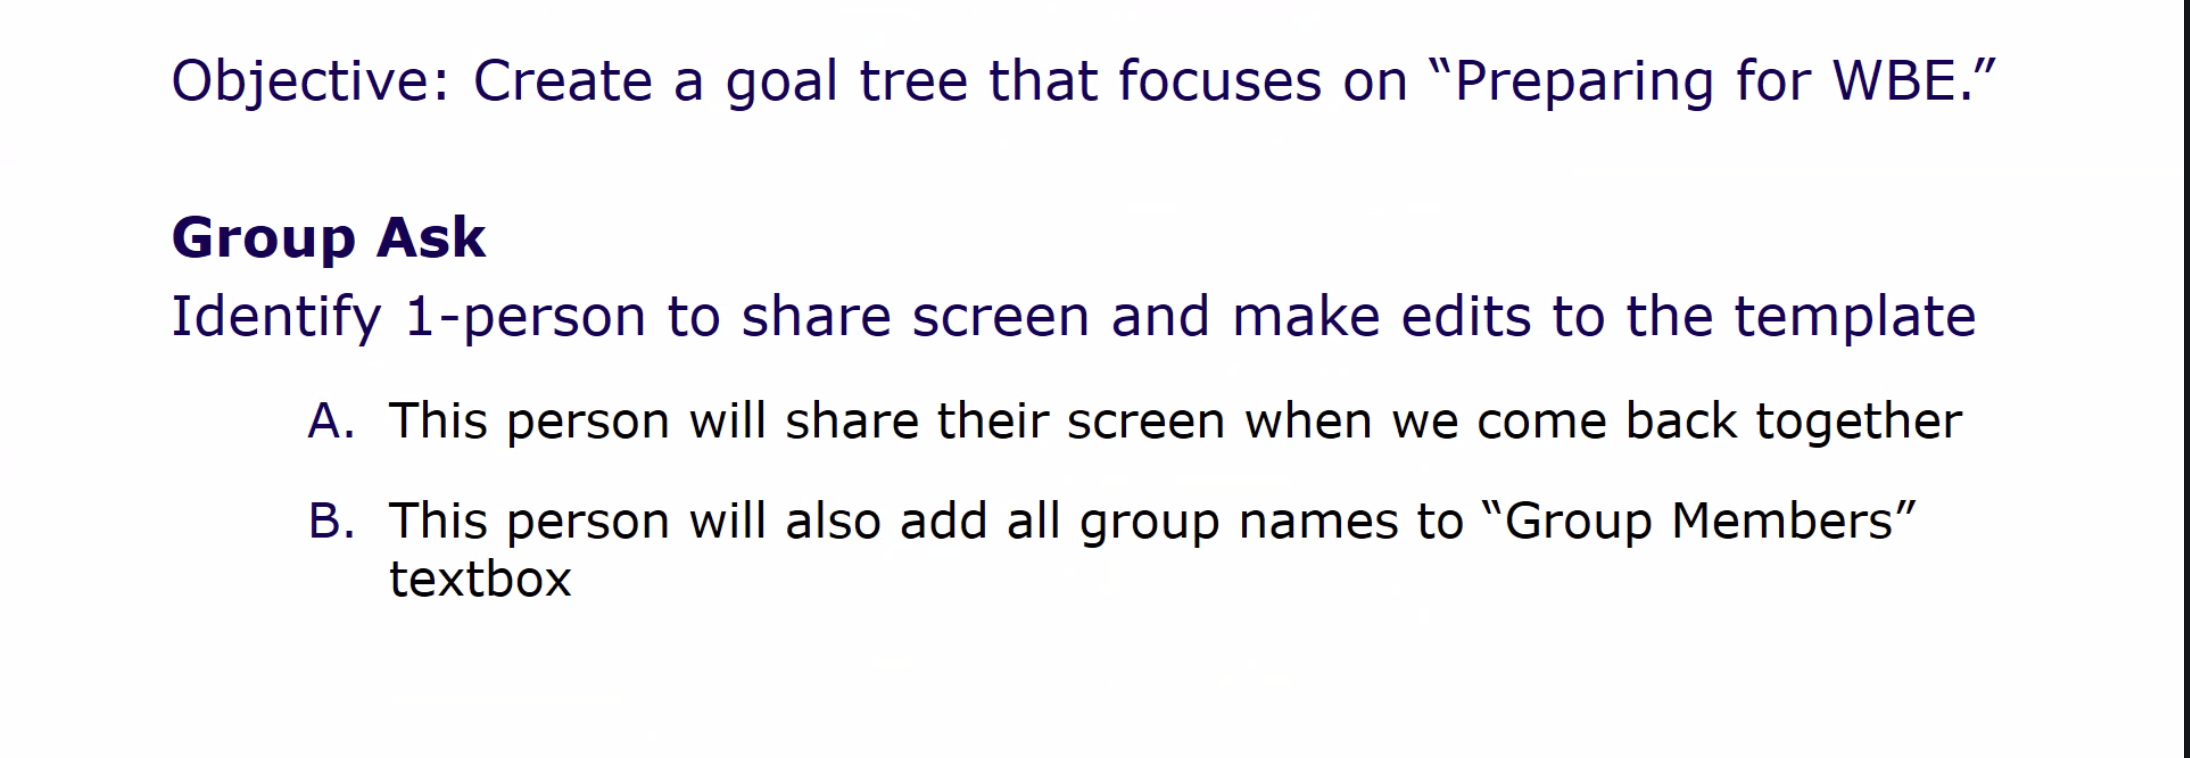 Objective: Create a goal tree that focuses on “Preparing for WBE.”
Group Ask
Identify 1-person to share screen and make edits to the template
A. This person will share their screen when we come back together
B. This person will also add all group names to “Group Members”
textbox